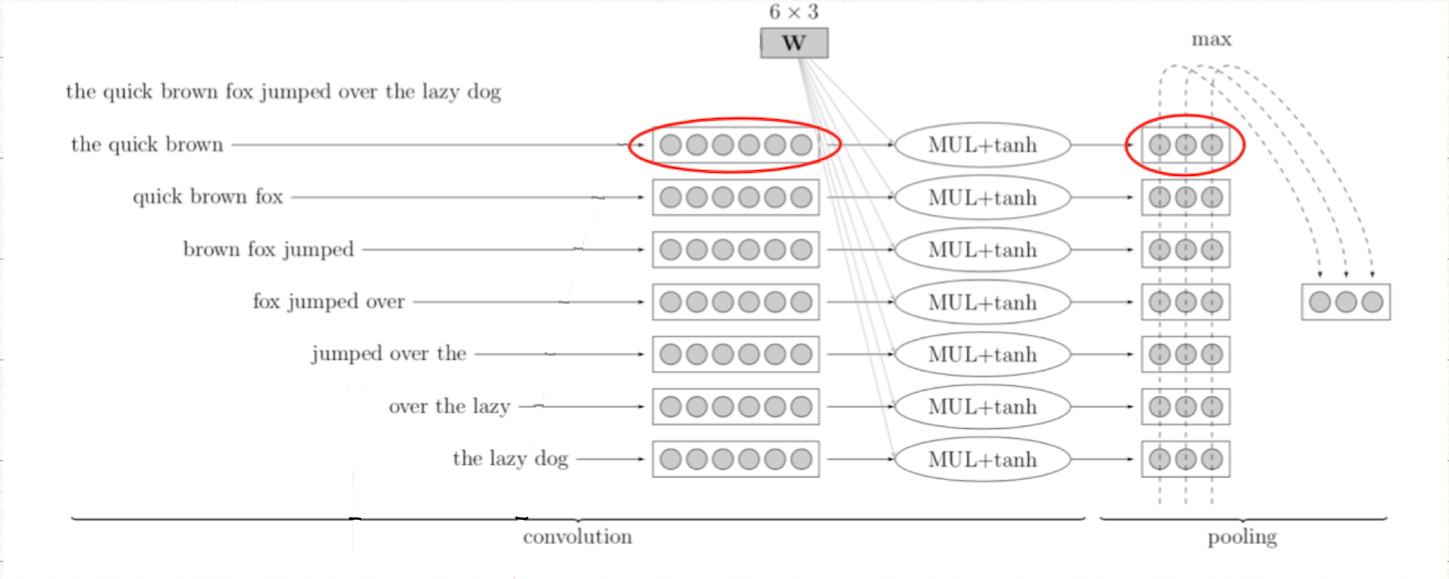 6 × 3
W
max
the quick brown fox jumped over the lazy dog
the quick brown MUL+tanh
quick brown fox MUL+tanh
brown fox jumped MUL+tanh
fox jumped over MUL+tanh
jumped over the MUL+tanh
over the lazy MUL+tanh
the lazy dog MUL+tanh
convolution pooling